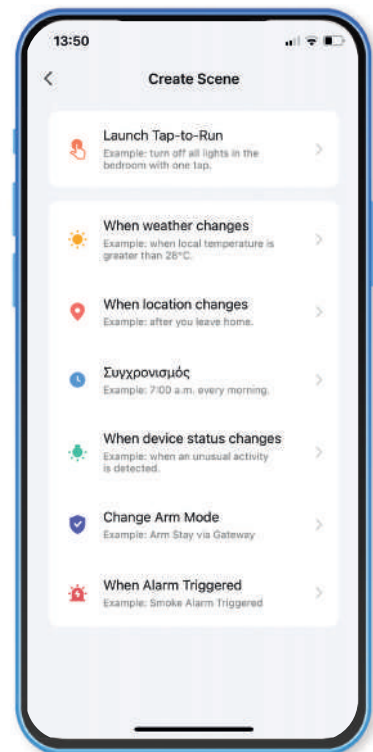 13:50
Create Scene
Launch Tap-to-Run
Example: turn off all lights in the
bedroom with one tap.
When weather changes
Example: when local temperature is
greater than 28°C.
When location changes
Example: after you leave home.
Συγχρονισμός
Example: 7:00 a.m. every morning.
When device status changes
Example: when an unusual activity
is detected.
Change Arm Mode
Example: Arm Stay via Gateway
When Alarm Triggered
Example: Smoke Alarm Triggered